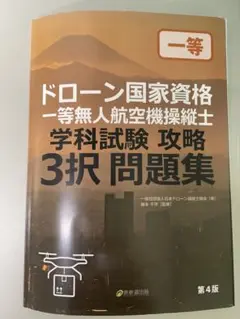 一等
ドローン国家資格
一等無人航空機操縦士
学科試験 攻略
3択 問題集
第4版